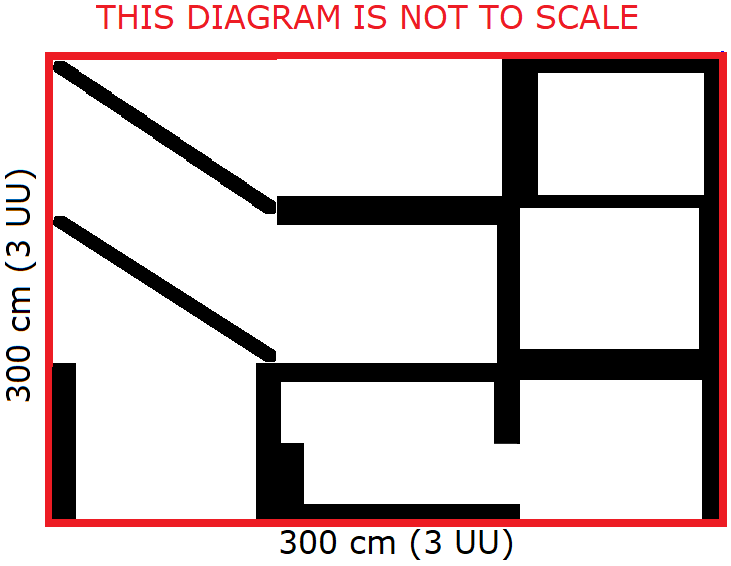 THIS DIAGRAM IS NOT TO SCALE
300 cm (3 UU)
300 cm (3 UU)